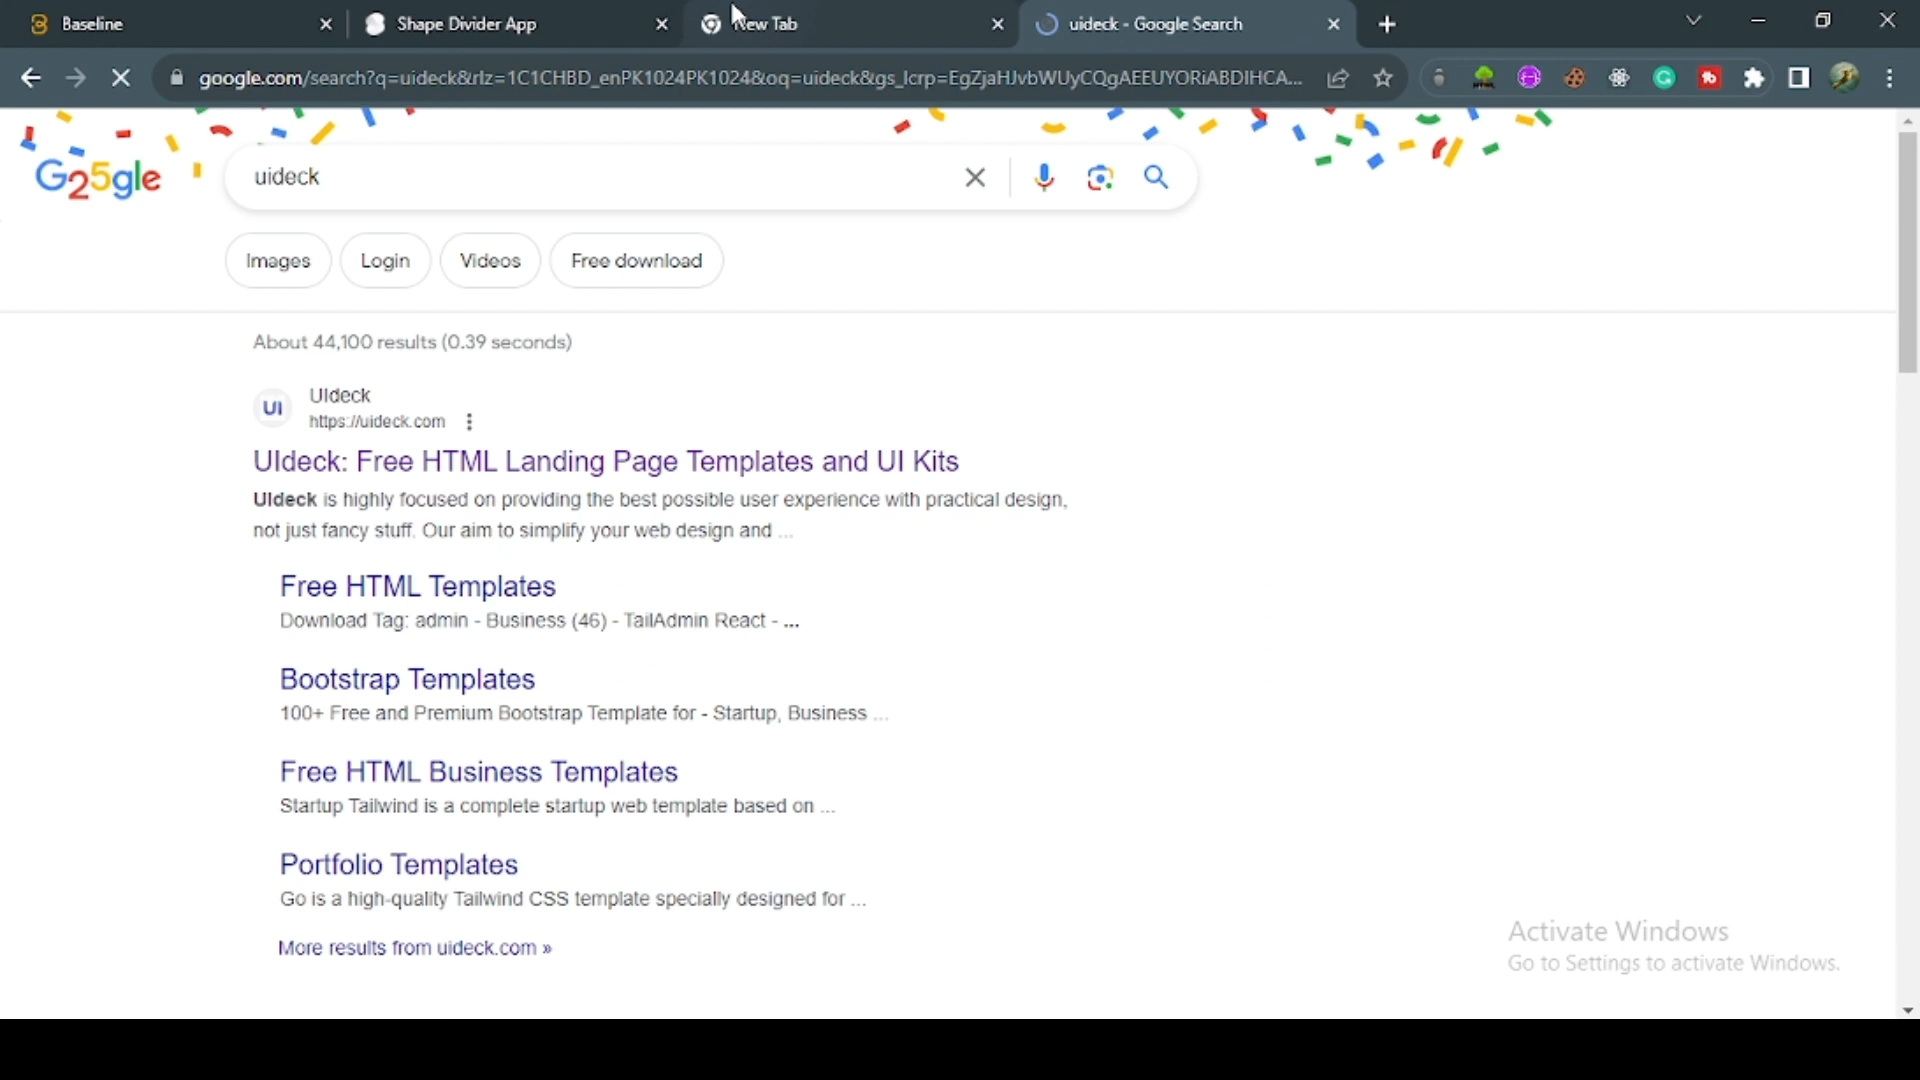 Baseline
Shape Divider App
New Tab
uideck - Google Search
google.com/search?q=uideck&rlz=1C1CHBD_enPK1024PK1024&oq=uideck&gs_lcrp=EgZjaHJvbWUyCQgAEEUYORiABDIHCA...
G25gle
uideck
Images
Login
Videos
Free download
About 44,100 results (0.39 seconds)
UI
UIdeck
https://uideck.com
UIdeck: Free HTML Landing Page Templates and UI Kits
UIdeck is highly focused on providing the best possible user experience with practical design,
not just fancy stuff. Our aim to simplify your web design and ...
Free HTML Templates
Download Tag: admin - Business (46) - TailAdmin React - ...
Bootstrap Templates
100+ Free and Premium Bootstrap Template for - Startup, Business ...
Free HTML Business Templates
Startup Tailwind is a complete startup web template based on ...
Portfolio Templates
Go is a high-quality Tailwind CSS template specially designed for ...
More results from uideck.com »
Activate Windows
Go to Settings to activate Windows.